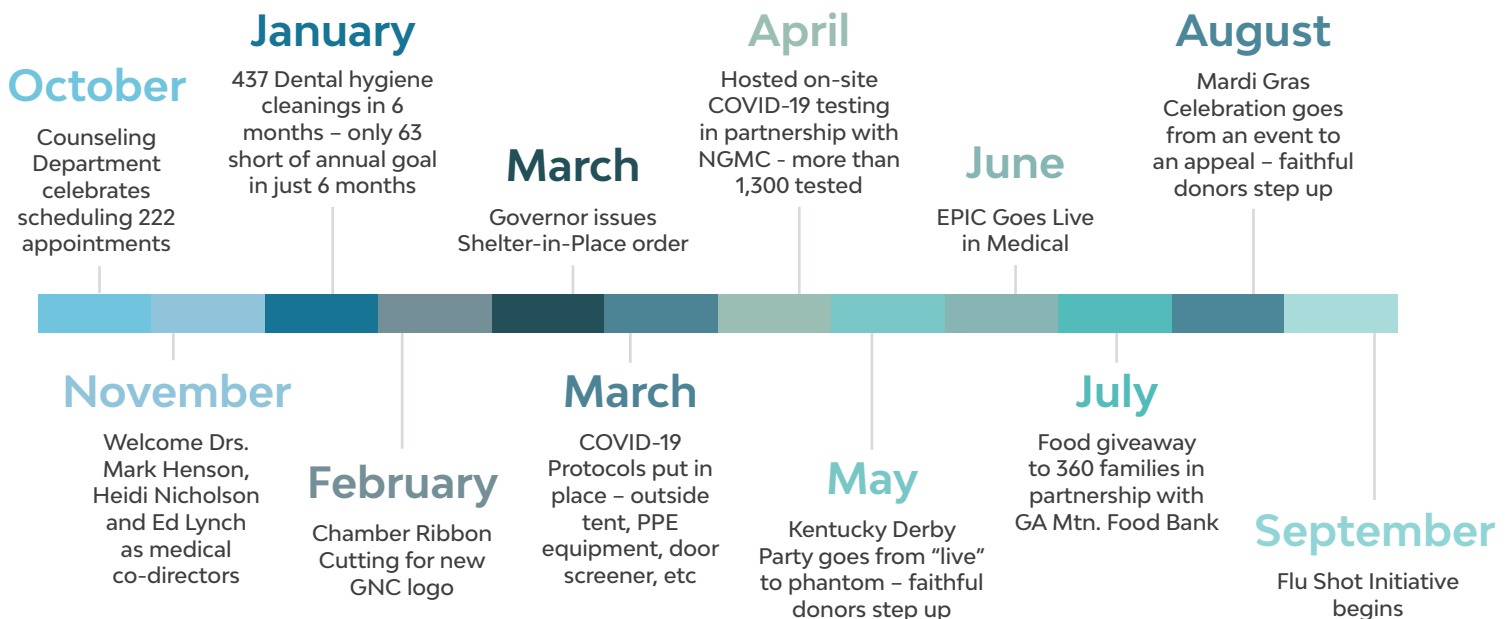 October
Counseling
Department
celebrates
scheduling 222
appointments
November
Welcome Drs.
Mark Henson,
Heidi Nicholson
and Ed Lynch
as medical
co-directors
January
437 Dental hygiene
cleanings in 6
months – only 63
short of annual goal
in just 6 months
February
Chamber Ribbon
Cutting for new
GNC logo
March
Governor issues
Shelter-in-Place order
March
COVID-19
Protocols put in
place – outside
tent, PPE
equipment, door
screener, etc
April
Hosted on-site
COVID-19 testing
in partnership with
NGMC - more than
1,300 tested
May
Kentucky Derby
Party goes from “live”
to phantom – faithful
donors step up
June
EPIC Goes Live
in Medical
July
Food giveaway
to 360 families in
partnership with
GA Mtn. Food Bank
August
Mardi Gras
Celebration goes
from an event to
an appeal – faithful
donors step up
September
Flu Shot Initiative
begins